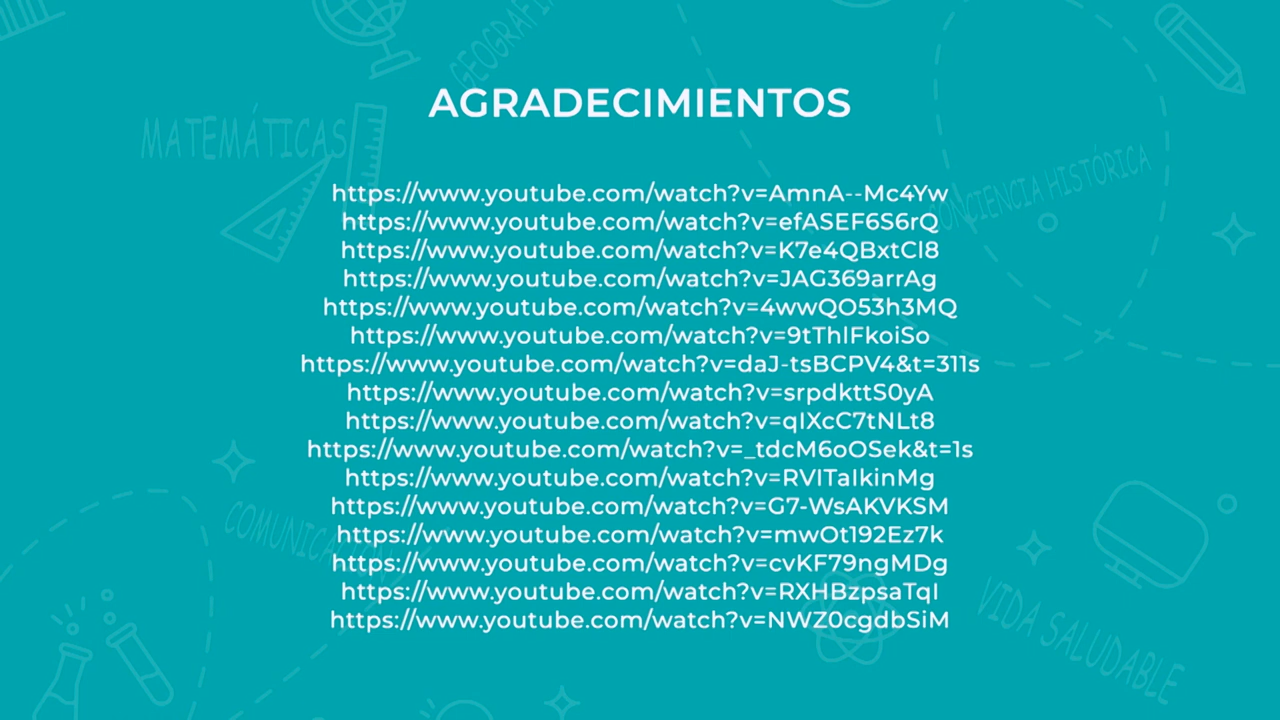 AGRADECIMIENTOS
https://www.youtube.com/watch?v=AmnA--Mc4Yw
https://www.youtube.com/watch?v=efASEF6S6rQ
https://www.youtube.com/watch?v=K7e4QBxtCl8
https://www.youtube.com/watch?v=JAG369arrAg
https://www.youtube.com/watch?v=4wwQO53h3MQ
https://www.youtube.com/watch?v=9tThlFkoiSo
https://www.youtube.com/watch?v=daJ-tsBCPV4&t=311s
https://www.youtube.com/watch?v=srpdkttS0yA
https://www.youtube.com/watch?v=qIXcC7tNLt8
https://www.youtube.com/watch?v=_tdcM6oOSek&t=1s
https://www.youtube.com/watch?v=RVITaIkinMg
https://www.youtube.com/watch?v=G7-WsAKVKSM
https://www.youtube.com/watch?v=mwOt192Ez7k
https://www.youtube.com/watch?v=cvKF79ngMDg
https://www.youtube.com/watch?v=RXHBzpsaTqI
https://www.youtube.com/watch?v=NWZ0cgdbSiM
GEOGRAFÍA
MATEMÁTICAS
CONCIENCIA HISTÓRICA
COMUNICACIÓN
VIDA SALUDABLE